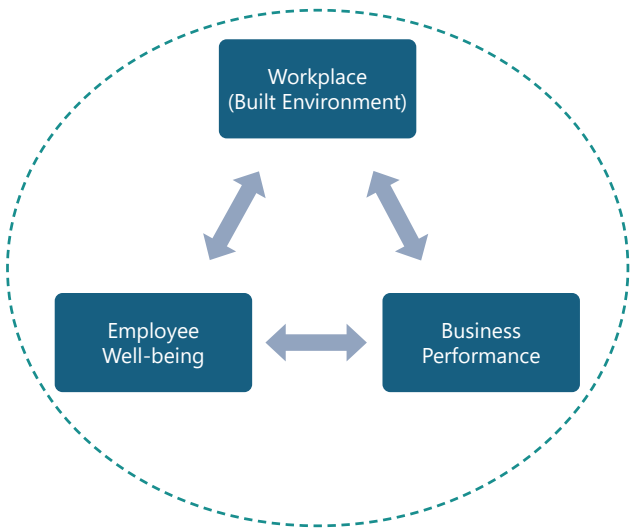 Workplace
(Built Environment)
Employee
Well-being
Business
Performance